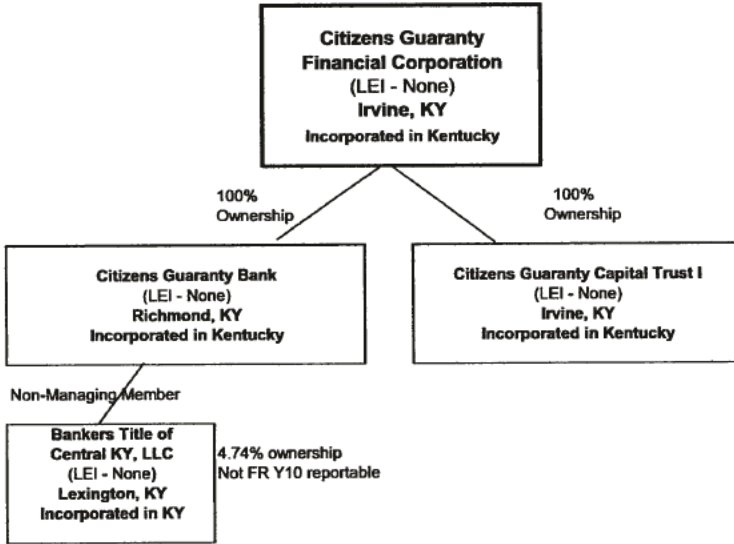 Citizens Guaranty
Financial Corporation
(LEI - None)
Irvine, KY
Incorporated in Kentucky
100%
Ownership
100%
Ownership
Citizens Guaranty Bank
(LEI - None)
Richmond, KY
Incorporated in Kentucky
Citizens Guaranty Capital Trust I
(LEI - None)
Irvine, KY
Incorporated in Kentucky
Non-Managing Member
Bankers Title of
Central KY, LLC
(LEI - None)
Lexington, KY
Incorporated in KY
4.74% ownership
Not FR Y10 reportable